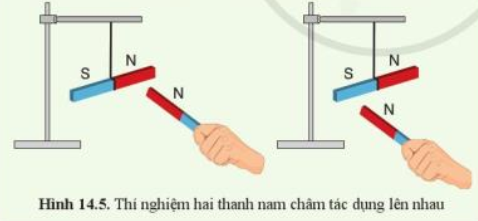 S N
N
S N
N
Hình 14.5. Thí nghiệm hai thanh nam châm tác dụng lên nhau